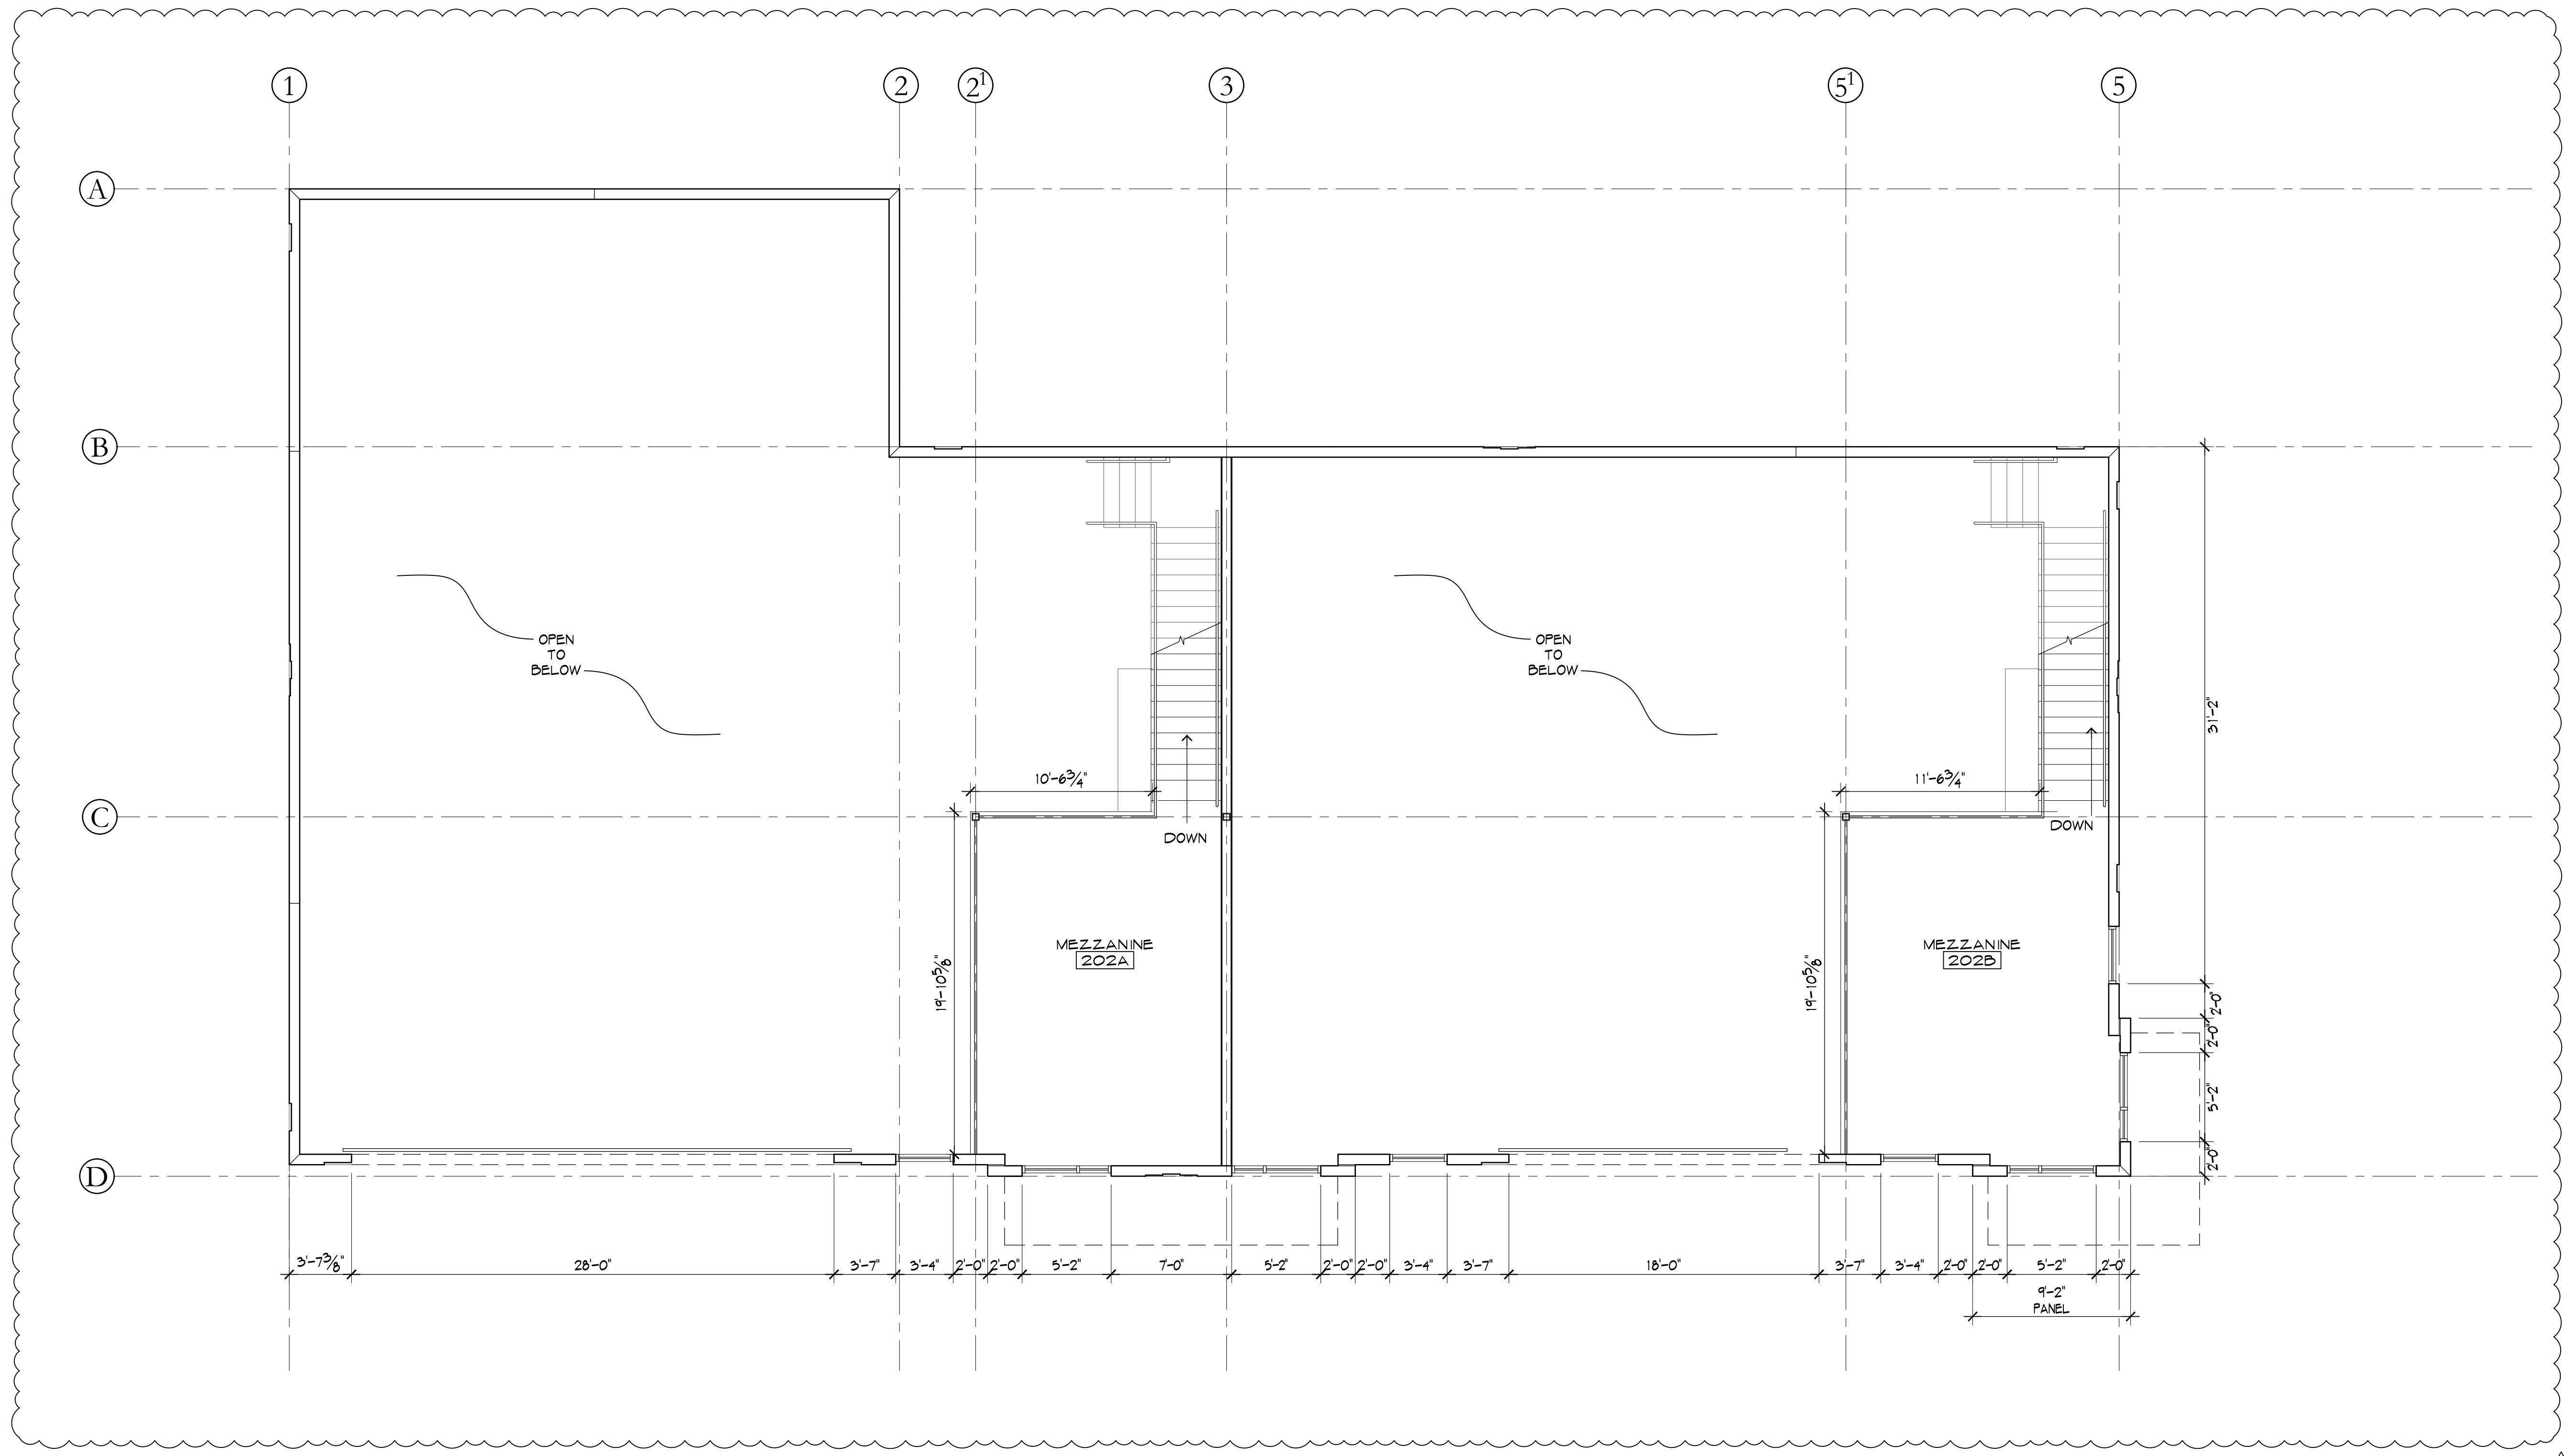 1 2 2¹ 3 5¹ 5
A
B
C
D
OPEN
TO
BELOW
OPEN
TO
BELOW
31'-2"
10'-6¾"
11'-6¾"
DOWN
DOWN
MEZZANINE
202A
MEZZANINE
202B
19'-10⅝"
19'-10⅝"
2'-0"
2'-0"
5'-2"
2'-0"
3'-7⅜" 28'-0" 3'-7" 3'-4" 2'-0" 2'-0" 5'-2" 7'-0" 5'-2" 2'-0" 2'-0" 3'-4" 3'-7" 18'-0" 3'-7" 3'-4" 2'-0" 2'-0" 5'-2" 2'-0"
9'-2"
PANEL